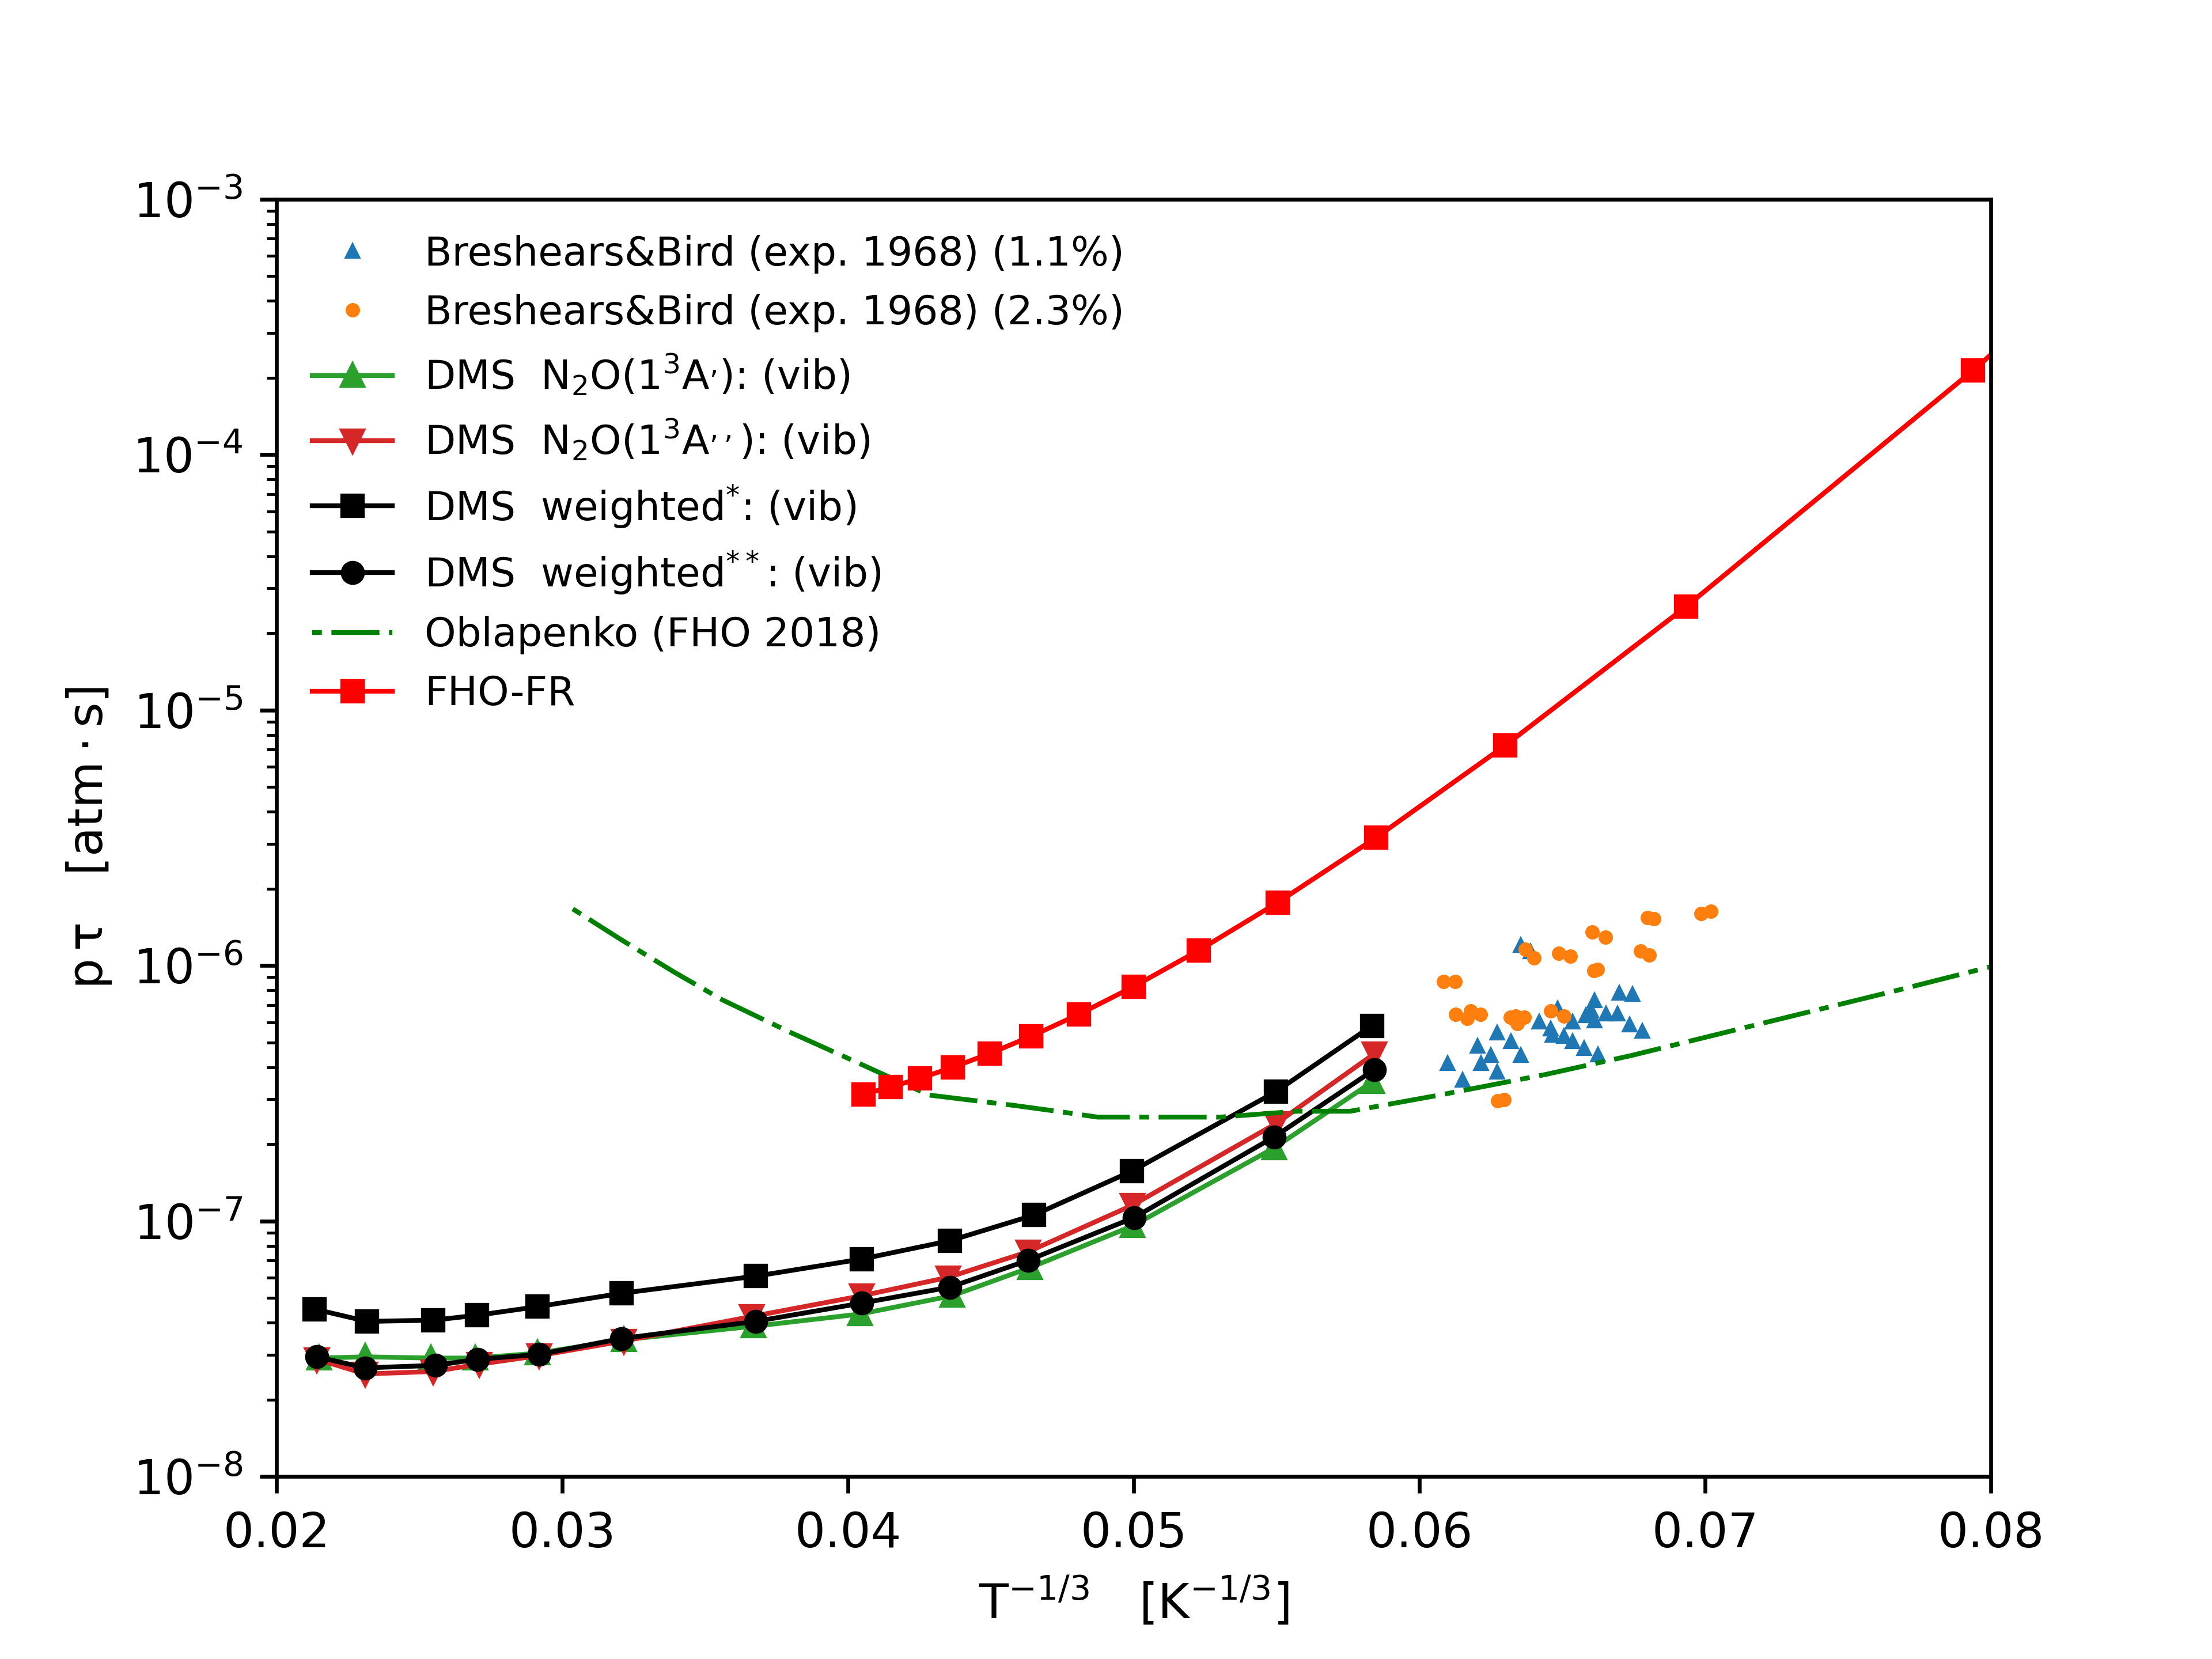 10⁻³
10⁻⁴
10⁻⁵
10⁻⁶
10⁻⁷
10⁻⁸
p τ [atm · s]
Breshears&Bird (exp. 1968) (1.1%)
Breshears&Bird (exp. 1968) (2.3%)
DMS N₂O(1³A,): (vib)
DMS N₂O(1³A,,): (vib)
DMS weighted*: (vib)
DMS weighted**: (vib)
Oblapenko (FHO 2018)
FHO-FR
0.02 0.03 0.04 0.05 0.06 0.07 0.08
T⁻¹/³ [K⁻¹/³]